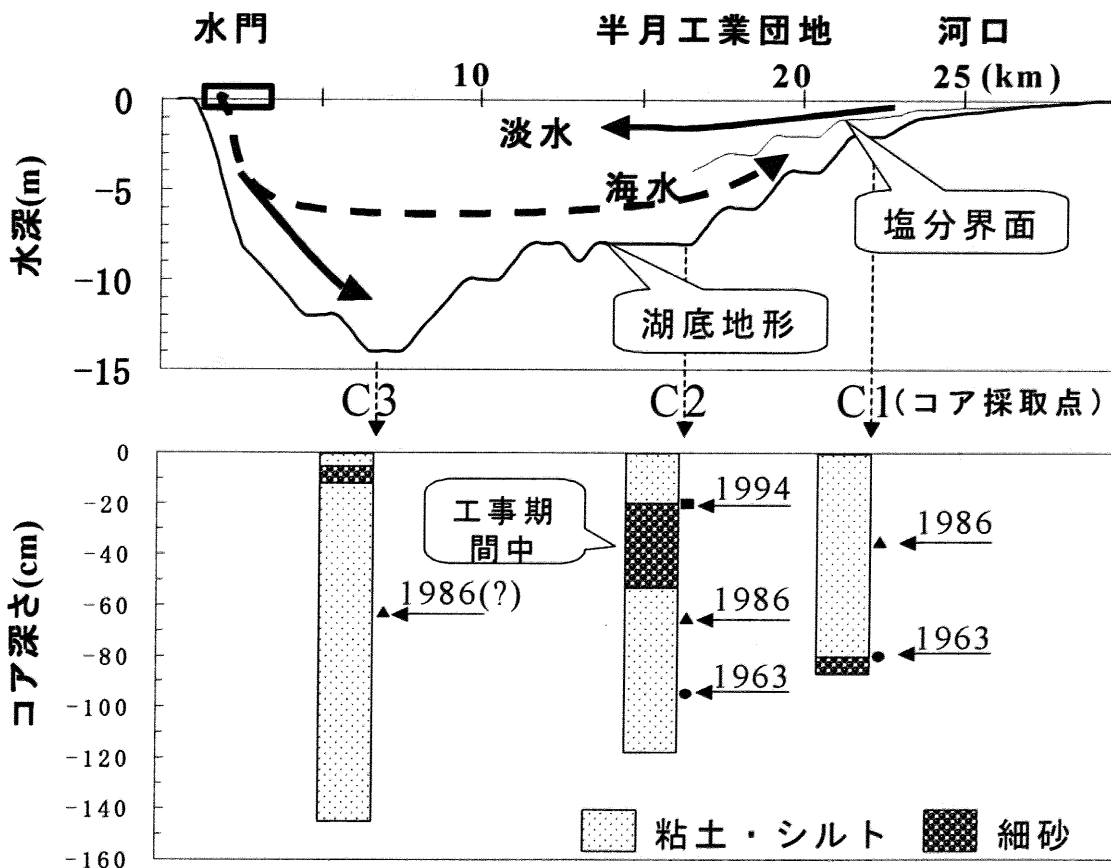 水門
半月工業団地
河口
10
20
25 (km)
0
-5
-10
-15
水深(m)
淡水
海水
塩分界面
湖底地形
C3
C2
C1(コア採取点)
0
-20
-40
-60
-80
-100
-120
-140
-160
コア深さ(cm)
工事期
間中
1994
1986
1986(?)
1986
1963
1963
粘土・シルト
細砂